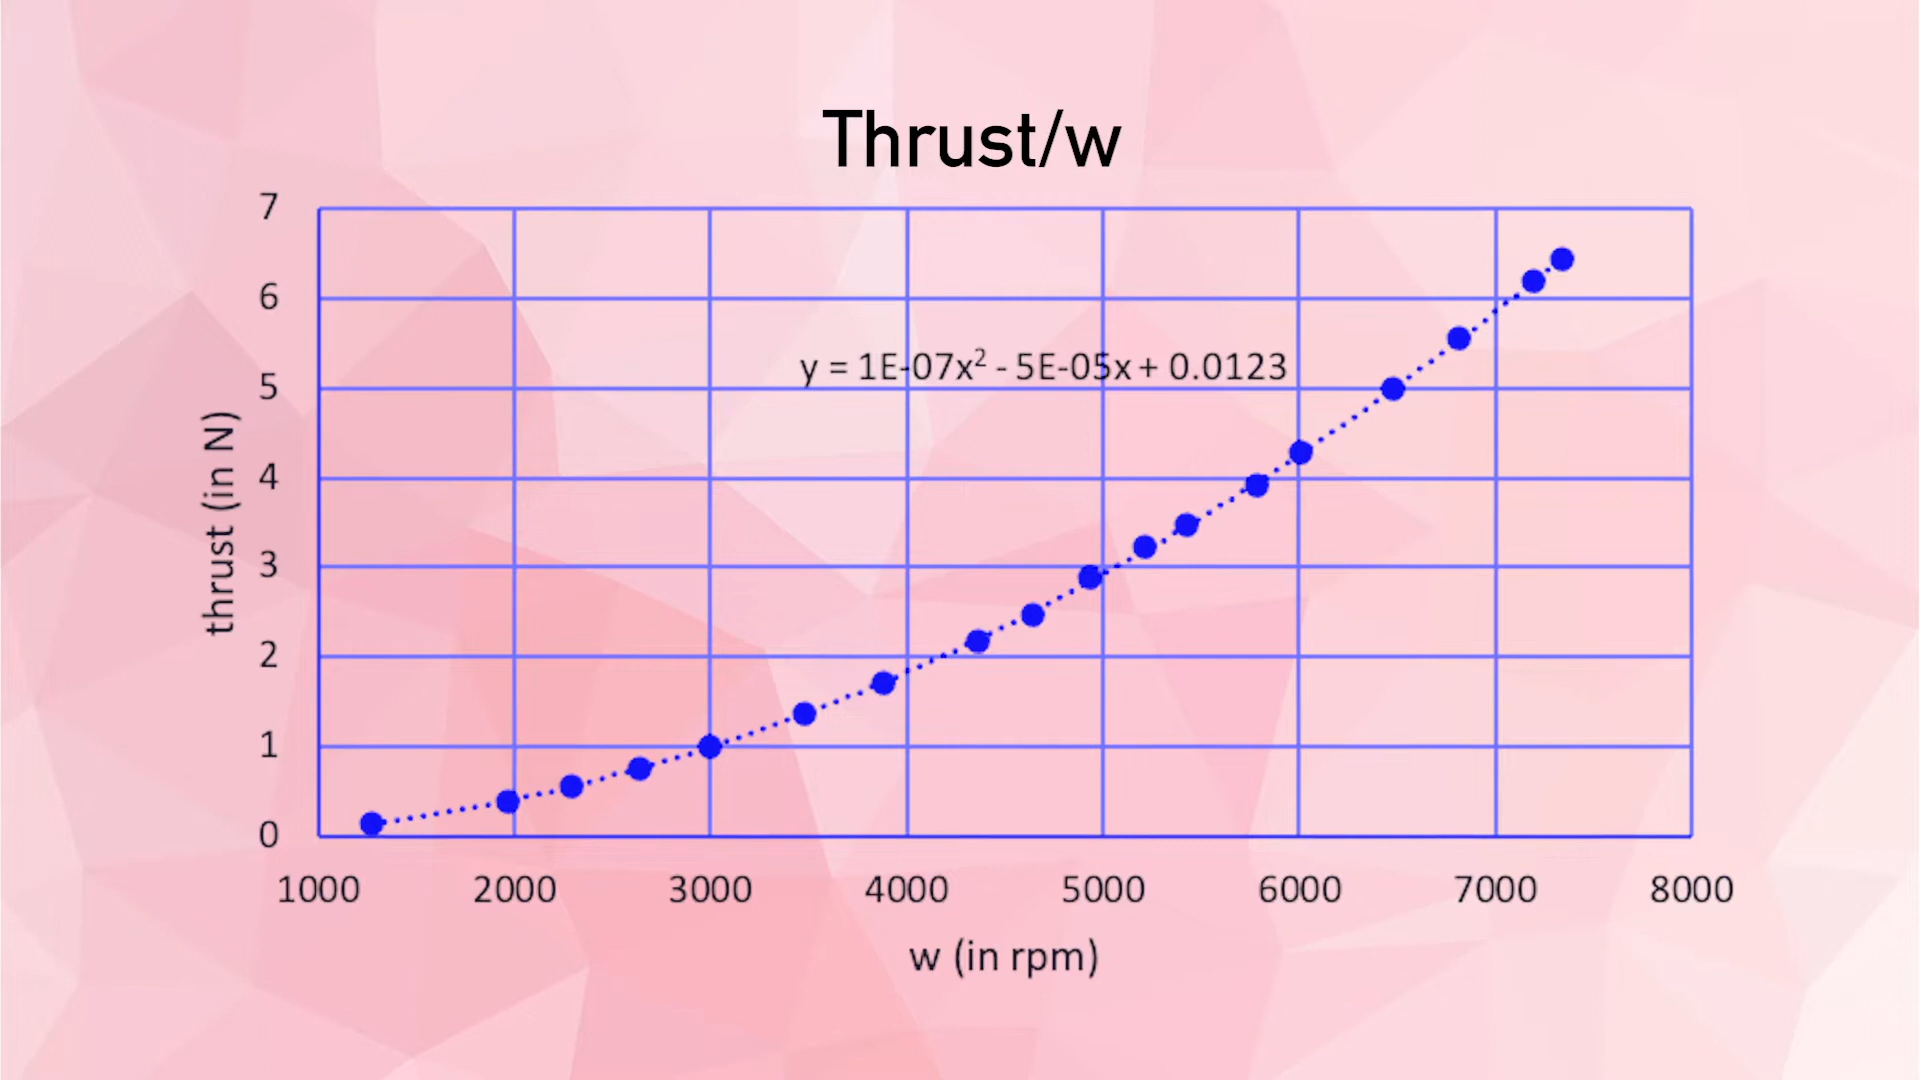 Thrust/w
7
6
y = 1E-07x² - 5E-05x + 0.0123
5
4
3
2
1
0
thrust (in N)
1000 2000 3000 4000 5000 6000 7000 8000
w (in rpm)